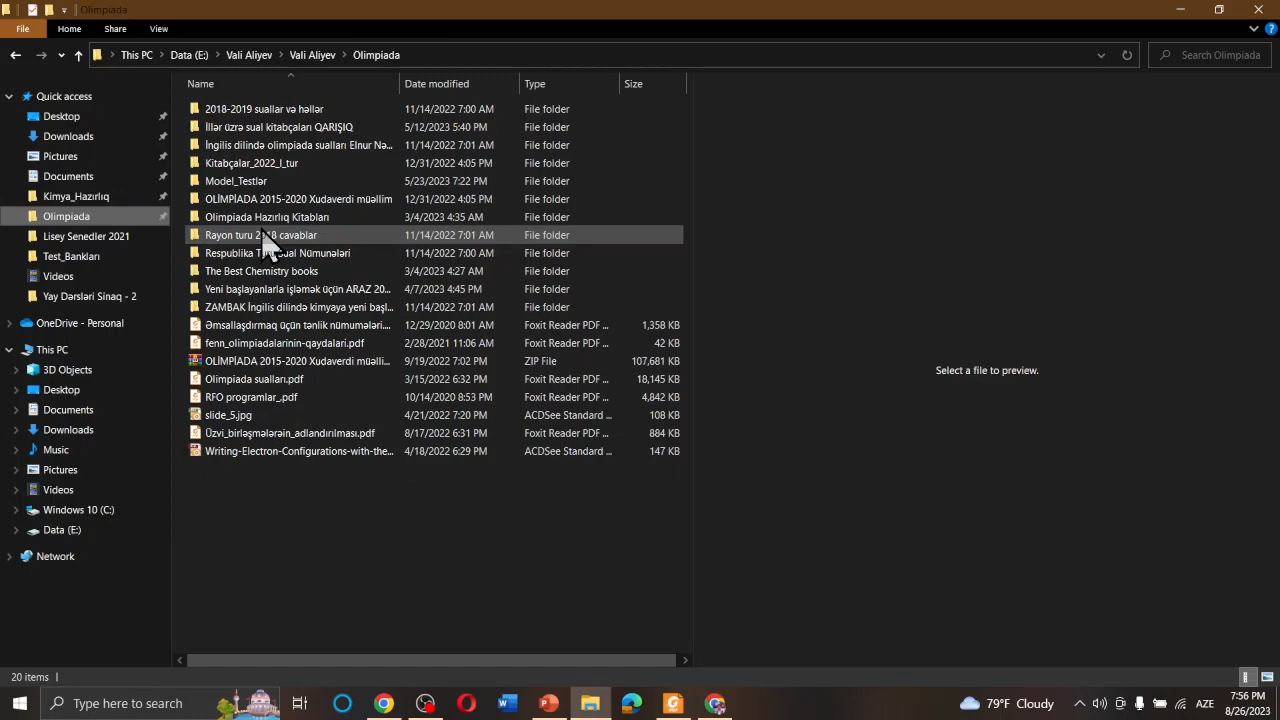 Olimpiada
File Home Share View
This PC Data (E:) Vali Aliyev Vali Aliyev Olimpiada
Search Olimpiada
Name Date modified Type Size
Quick access
Desktop
Downloads
Pictures
Documents
Kimya_Hazırlıq
Olimpiada
Lisey Senedler 2021
Test_Bankları
Videos
Yay Dərsləri Sinaq - 2
OneDrive - Personal
This PC
3D Objects
Desktop
Documents
Downloads
Music
Pictures
Videos
Windows 10 (C:)
Data (E:)
Network
2018-2019 suallar və həllər 11/14/2022 7:00 AM File folder
İllər üzrə sual kitabçaları QARIŞIQ 5/12/2023 5:40 PM File folder
İngilis dilində olimpiada sualları Elnur Nə... 11/14/2022 7:01 AM File folder
Kitabçalar_2022_I_tur 12/31/2022 4:05 PM File folder
Model_Testlər 5/23/2023 7:22 PM File folder
OLİMPİADA 2015-2020 Xudaverdi müəllim 12/31/2022 4:05 PM File folder
Olimpiada Hazırlıq Kitabları 3/4/2023 4:35 AM File folder
Rayon turu 2018 cavablar 11/14/2022 7:01 AM File folder
Respublika Sual Nümunələri 11/14/2022 7:00 AM File folder
The Best Chemistry books 3/4/2023 4:27 AM File folder
Yeni başlayanlarla işləmək üçün ARAZ 20... 4/7/2023 4:45 PM File folder
ZAMBAK İngilis dilində kimyaya yeni başl... 11/14/2022 7:01 AM File folder
Əmsallaşdırmaq üçün tənlik nümumələri.... 12/29/2020 8:01 AM Foxit Reader PDF ... 1,358 KB
fenn_olimpiadalarinin-qaydalari.pdf 2/28/2021 11:06 AM Foxit Reader PDF ... 42 KB
OLİMPİADA 2015-2020 Xudaverdi müəlli... 9/19/2022 7:02 PM ZIP File 107,681 KB
Olimpiada sualları.pdf 3/15/2022 6:32 PM Foxit Reader PDF ... 18,145 KB
RFO programlar_.pdf 10/14/2020 8:53 PM Foxit Reader PDF ... 4,842 KB
slide_5.jpg 4/21/2022 7:20 PM ACDSee Standard ... 108 KB
Üzvi_birləşmələrəin_adlandırılması.pdf 8/17/2022 6:31 PM Foxit Reader PDF ... 884 KB
Writing-Electron-Configurations-with-the... 4/18/2022 6:29 PM ACDSee Standard ... 147 KB
Select a file to preview.
20 items
Type here to search
79°F Cloudy
AZE
7:56 PM
8/26/2023